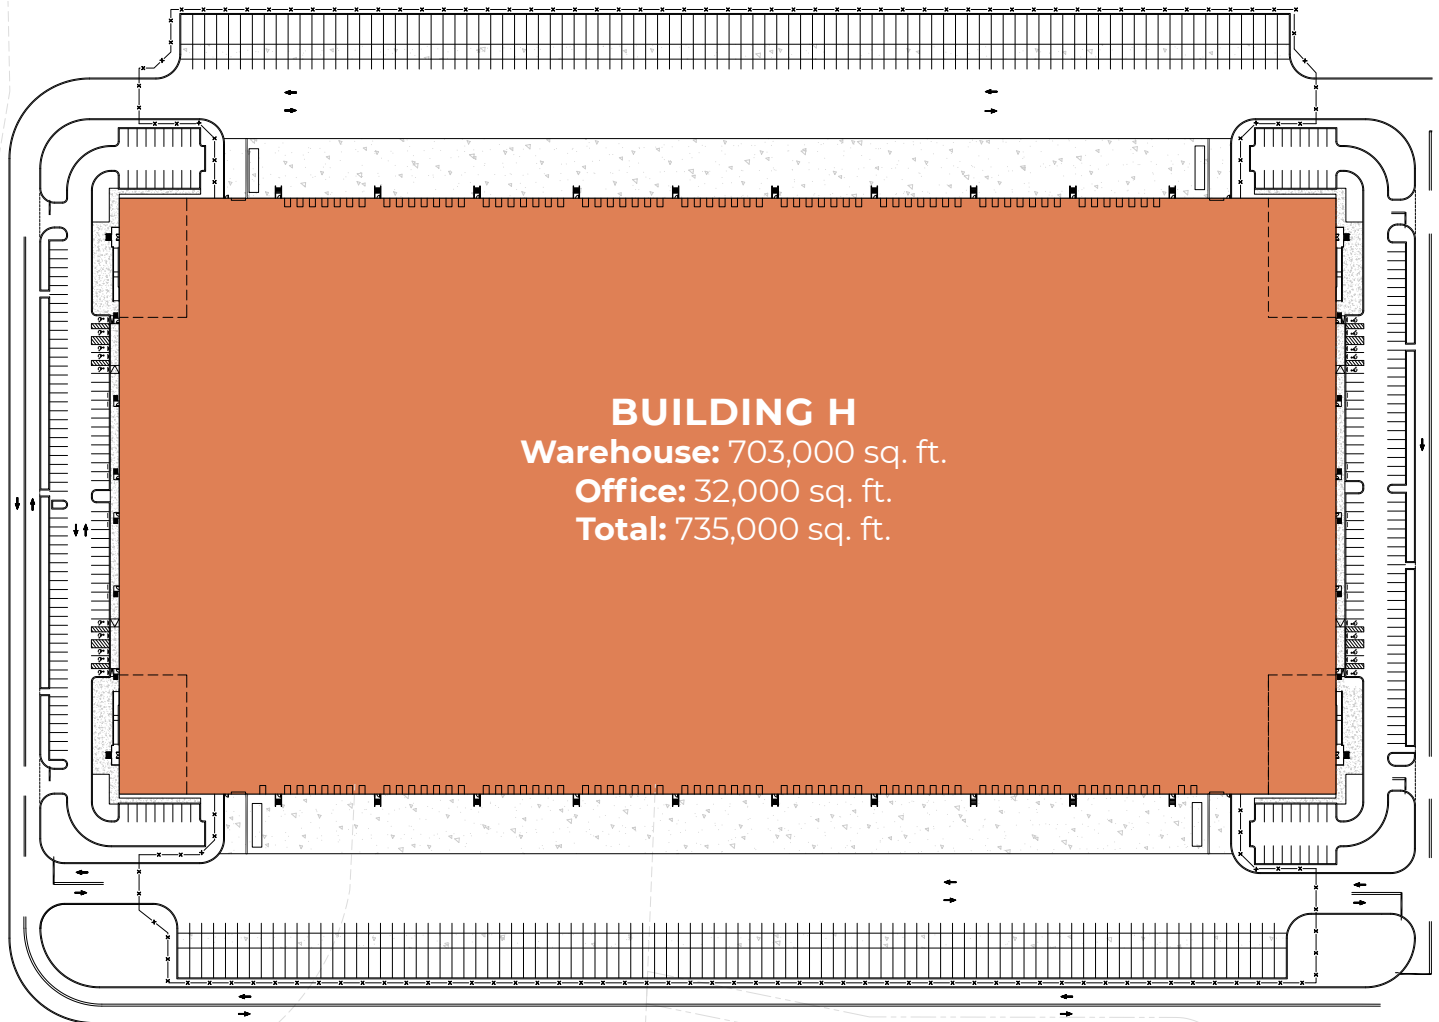 BUILDING H
Warehouse: 703,000 sq. ft.
Office: 32,000 sq. ft.
Total: 735,000 sq. ft.